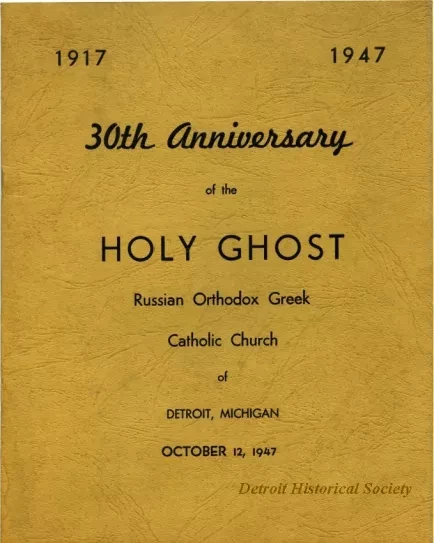 1917 1947
30th Anniversary
of the
HOLY GHOST
Russian Orthodox Greek
Catholic Church
of
DETROIT, MICHIGAN
OCTOBER 12, 1947
Detroit Historical Society